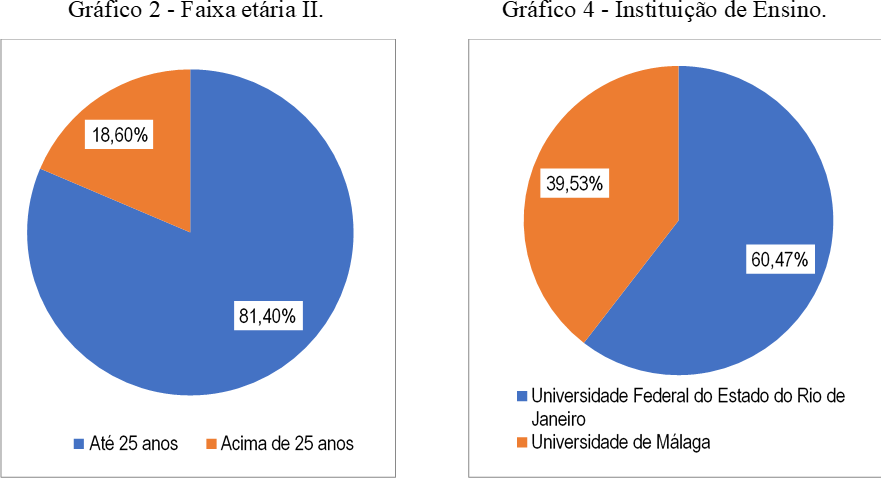 Gráfico 2 - Faixa etária II.
18,60%
81,40%
Até 25 anos
Acima de 25 anos
Gráfico 4 - Instituição de Ensino.
39,53%
60,47%
Universidade Federal do Estado do Rio de
Janeiro
Universidade de Málaga